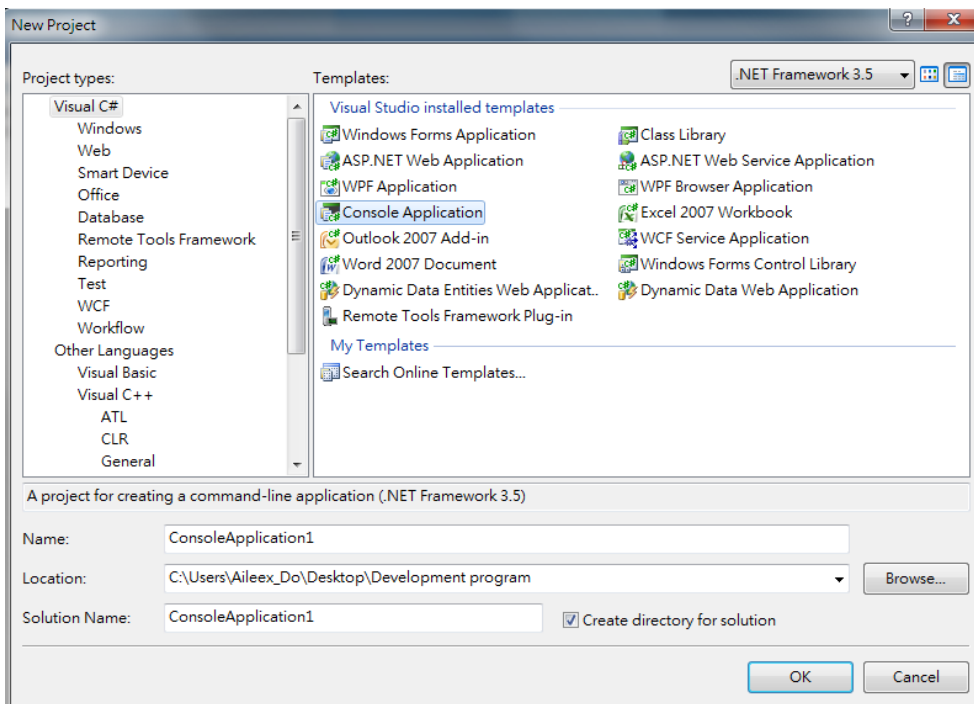 New Project
Project types:
Templates:
.NET Framework 3.5
Visual C#
Windows
Web
Smart Device
Office
Database
Remote Tools Framework
Reporting
Test
WCF
Workflow
Other Languages
Visual Basic
Visual C++
ATL
CLR
General
Visual Studio installed templates
Windows Forms Application
Class Library
ASP.NET Web Application
ASP.NET Web Service Application
WPF Application
WPF Browser Application
Console Application
Excel 2007 Workbook
Outlook 2007 Add-in
WCF Service Application
Word 2007 Document
Windows Forms Control Library
Dynamic Data Entities Web Applicat..
Dynamic Data Web Application
Remote Tools Framework Plug-in
My Templates
Search Online Templates...
A project for creating a command-line application (.NET Framework 3.5)
Name:
ConsoleApplication1
Location:
C:\Users\Aileex_Do\Desktop\Development program
Browse...
Solution Name:
ConsoleApplication1
Create directory for solution
OK
Cancel